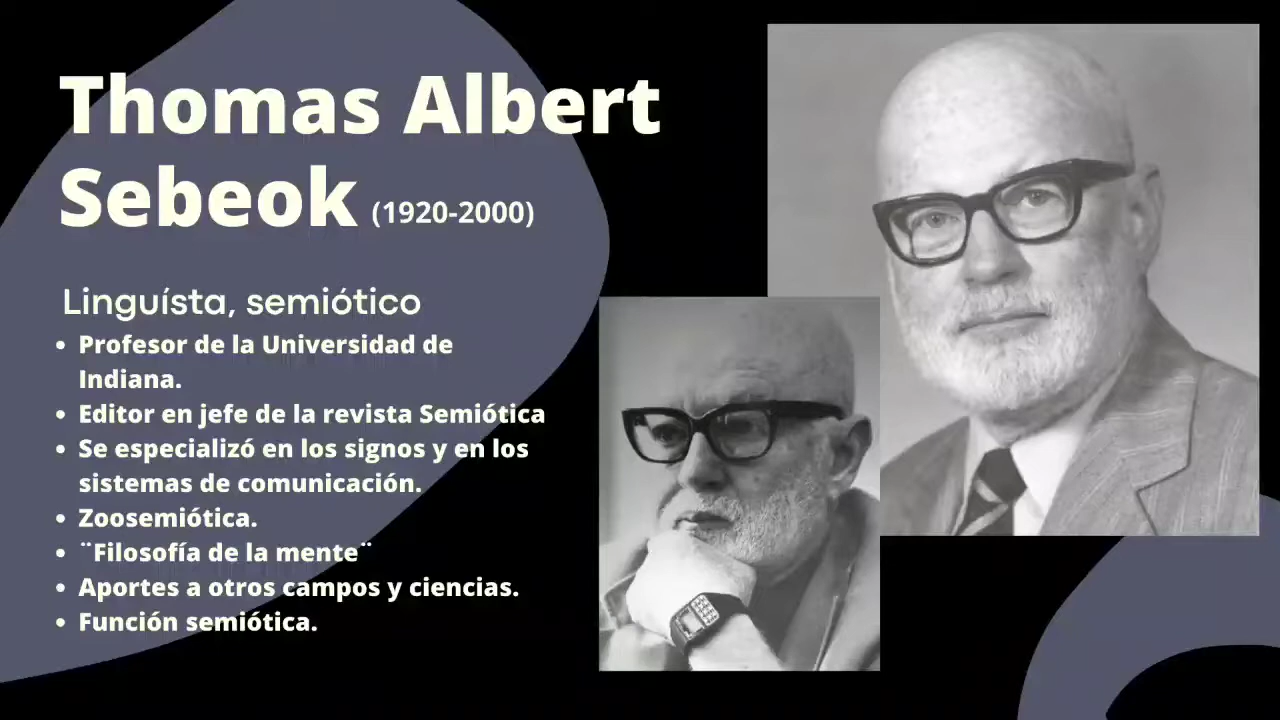 Thomas Albert
Sebeok (1920-2000)
Linguísta, semiótico
• Profesor de la Universidad de
Indiana.
• Editor en jefe de la revista Semiótica
• Se especializó en los signos y en los
sistemas de comunicación.
• Zoosemiótica.
• ¨Filosofía de la mente¨
• Aportes a otros campos y ciencias.
• Función semiótica.